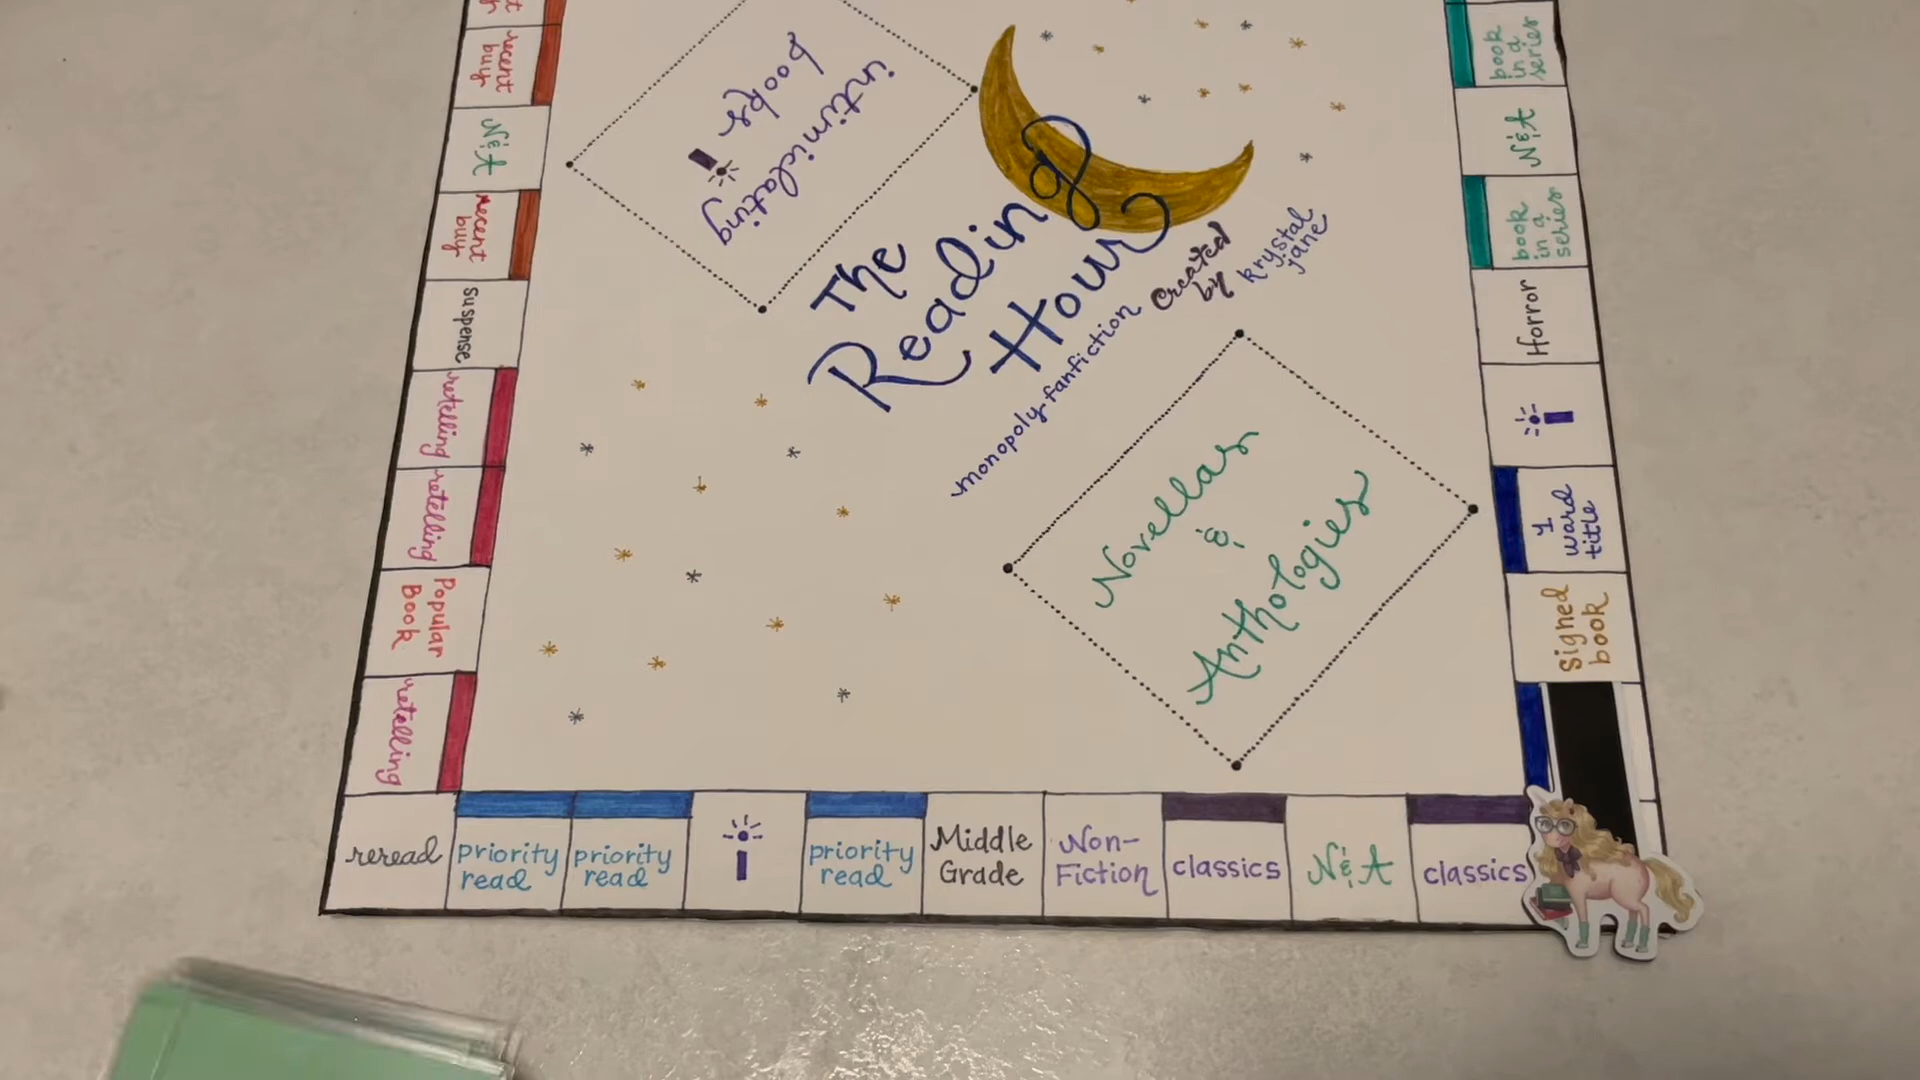 recent
buy
N&A
recent
buy
Suspense
retelling
retelling
Popular
Book
retelling
reread
priority
read
priority
read
priority
read
Middle
Grade
Non-
Fiction
classics
N&A
classics
intimidating
books
The
Reading
Hour
monopoly fanfiction
Created
by
Krystal
Jane
Novellas
&
Anthologies
book
in a
series
N&A
book
in a
series
Horror
1
word
title
Signed
book